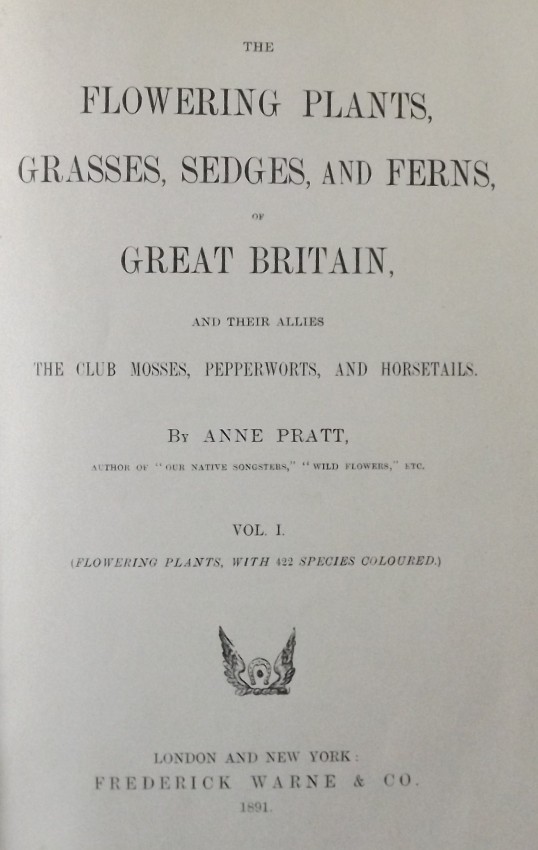 THE
FLOWERING PLANTS,
GRASSES, SEDGES, AND FERNS,
OF
GREAT BRITAIN,
AND THEIR ALLIES
THE CLUB MOSSES, PEPPERWORTS, AND HORSETAILS.
BY ANNE PRATT,
AUTHOR OF "OUR NATIVE SONGSTERS," "WILD FLOWERS," ETC.
VOL. I.
(FLOWERING PLANTS, WITH 422 SPECIES COLOURED.)
LONDON AND NEW YORK:
FREDERICK WARNE & CO.
1891.